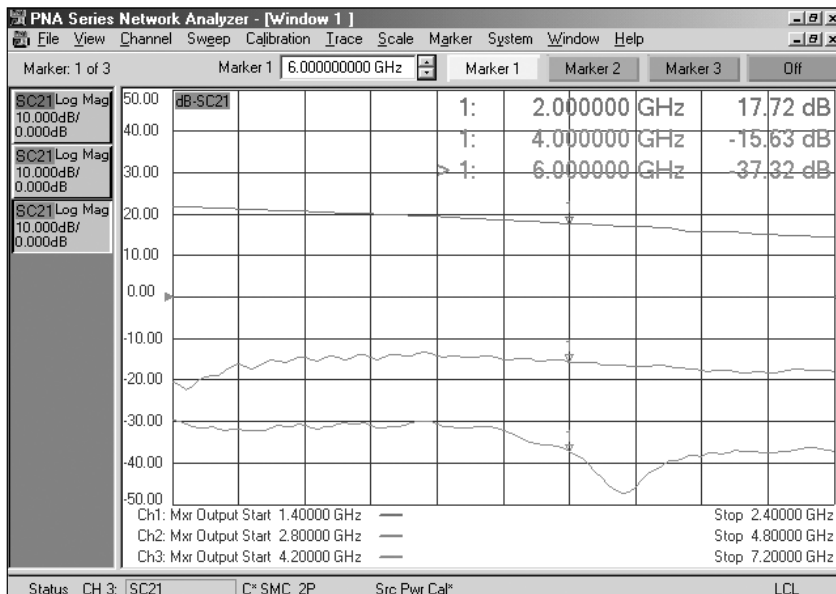 PNA Series Network Analyzer - [Window 1 ]
File View Channel Sweep Calibration Trace Scale Marker System Window Help
Marker: 1 of 3 Marker 1 6.000000000 GHz Marker 1 Marker 2 Marker 3 Off
SC21 Log Mag
10.000dB/
0.000dB
SC21 Log Mag
10.000dB/
0.000dB
SC21 Log Mag
10.000dB/
0.000dB
50.00 dB-SC21
40.00
30.00
20.00
10.00
0.00
-10.00
-20.00
-30.00
-40.00
-50.00
1: 2.000000 GHz 17.72 dB
1: 4.000000 GHz -15.63 dB
> 1: 6.000000 GHz -37.32 dB
Ch1: Mxr Output Start 1.40000 GHz Stop 2.40000 GHz
Ch2: Mxr Output Start 2.80000 GHz Stop 4.80000 GHz
Ch3: Mxr Output Start 4.20000 GHz Stop 7.20000 GHz
Status CH 3: SC21 C* SMC_2P Src Pwr Cal* LCL